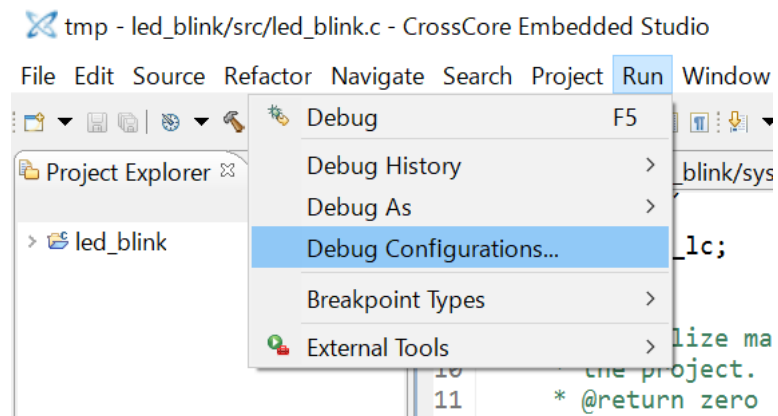 tmp - led_blink/src/led_blink.c - CrossCore Embedded Studio
File Edit Source Refactor Navigate Search Project Run Window
Debug F5
Project Explorer
_blink/sys
Debug History
Debug As
led_blink
Debug Configurations...
_lc;
Breakpoint Types
External Tools
lize ma
10 * the project.
11 * @return zero